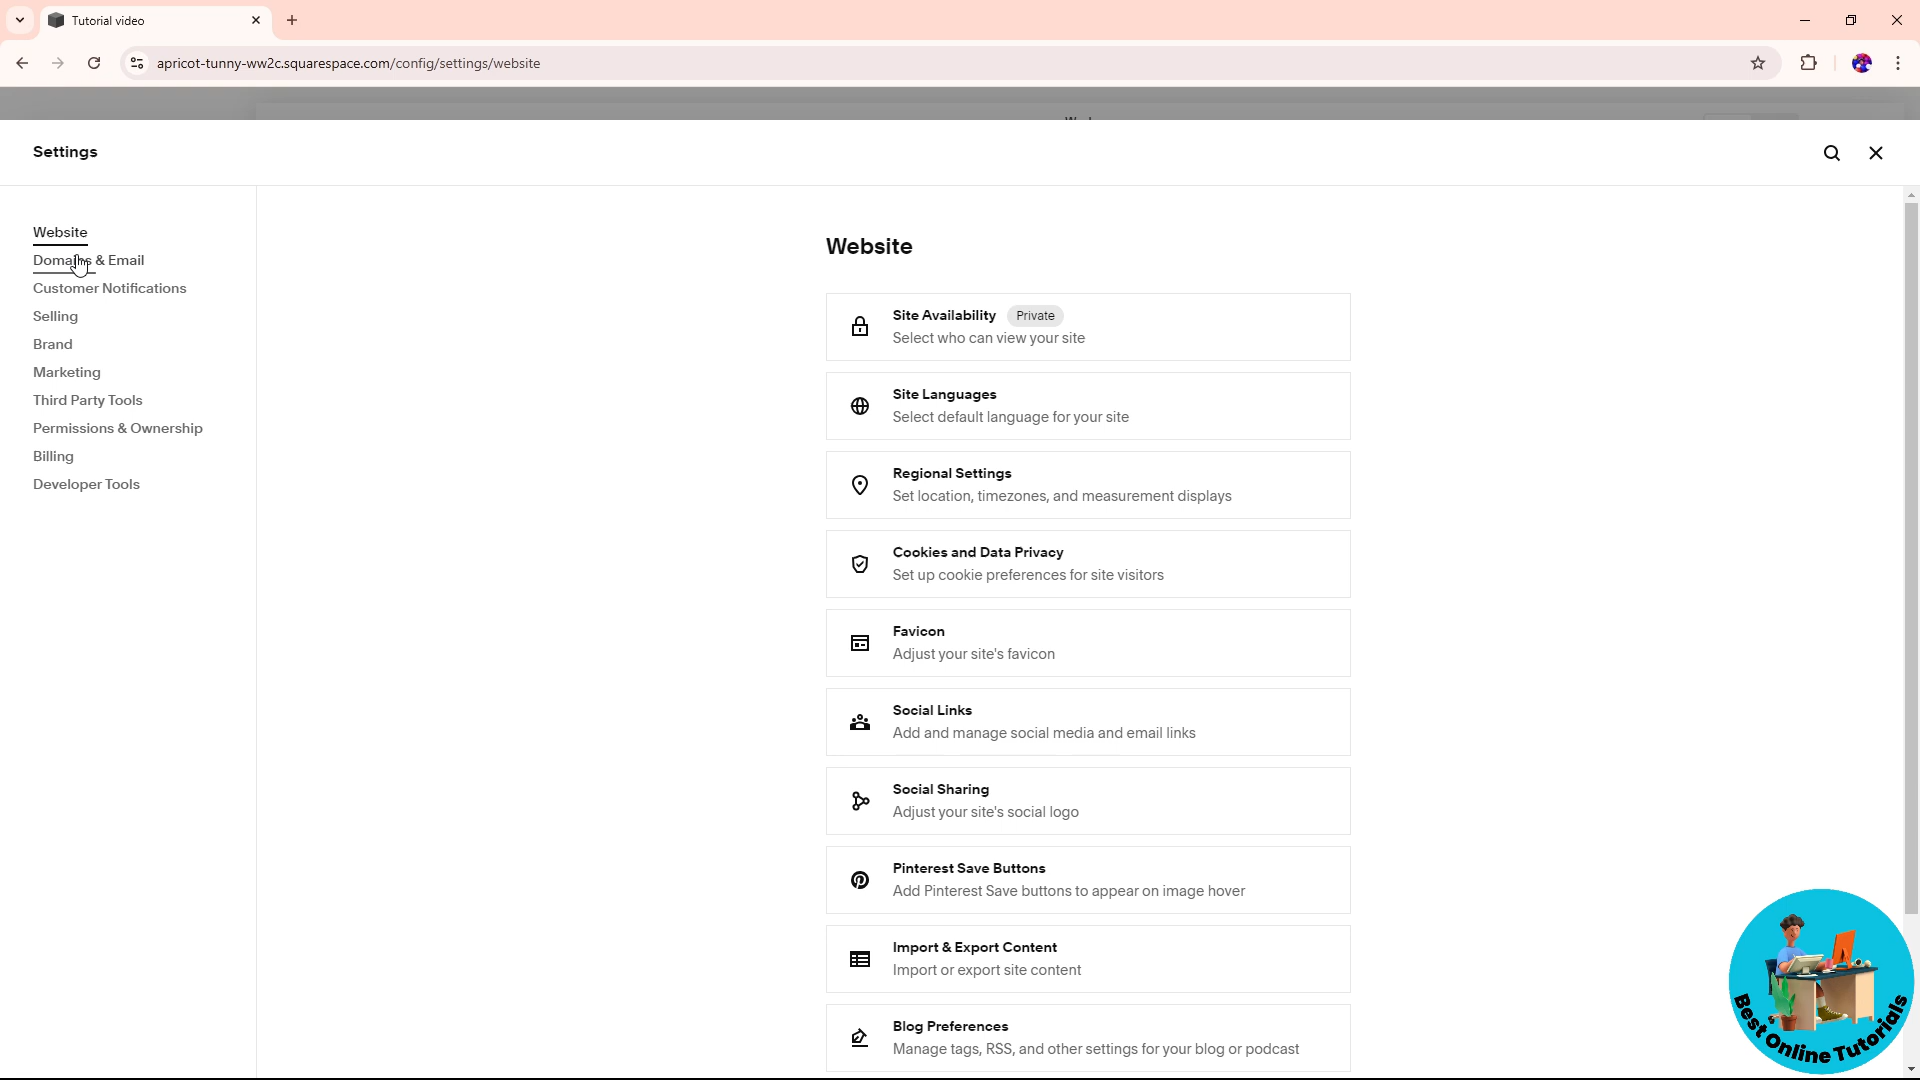 Tutorial video
apricot-tunny-ww2c.squarespace.com/config/settings/website
Settings
Website
Domains & Email
Customer Notifications
Selling
Brand
Marketing
Third Party Tools
Permissions & Ownership
Billing
Developer Tools
Website
Site Availability Private
Select who can view your site
Site Languages
Select default language for your site
Regional Settings
Set location, timezones, and measurement displays
Cookies and Data Privacy
Set up cookie preferences for site visitors
Favicon
Adjust your site's favicon
Social Links
Add and manage social media and email links
Social Sharing
Adjust your site's social logo
Pinterest Save Buttons
Add Pinterest Save buttons to appear on image hover
Import & Export Content
Import or export site content
Blog Preferences
Manage tags, RSS, and other settings for your blog or podcast
Best Online Tutorials